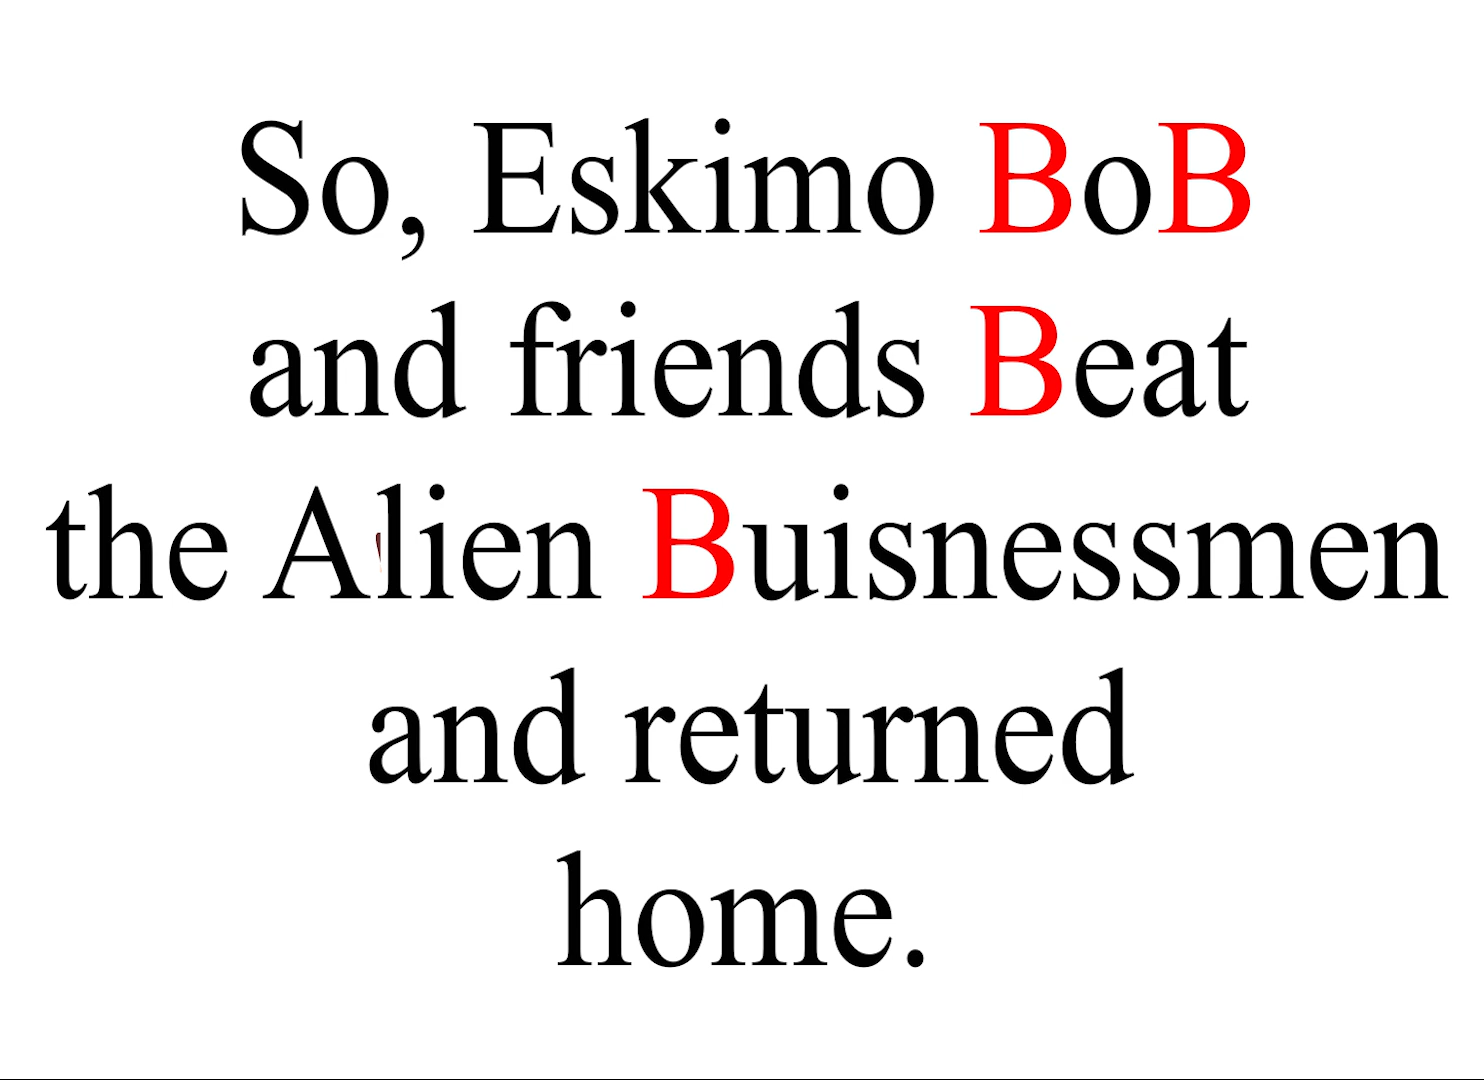 So, Eskimo BoB
and friends Beat
the Alien Buisnessmen
and returned
home.